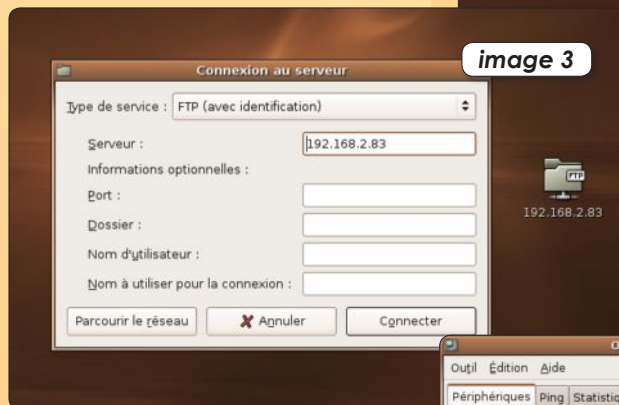 image 3
Connexion au serveur
Type de service : FTP (avec identification)
Serveur : 192.168.2.83
Informations optionnelles :
Port :
Dossier :
Nom d'utilisateur :
Nom à utiliser pour la connexion :
Parcourir le réseau Annuler Connecter
FTP
192.168.2.83
Outil Édition Aide
Périphériques Ping